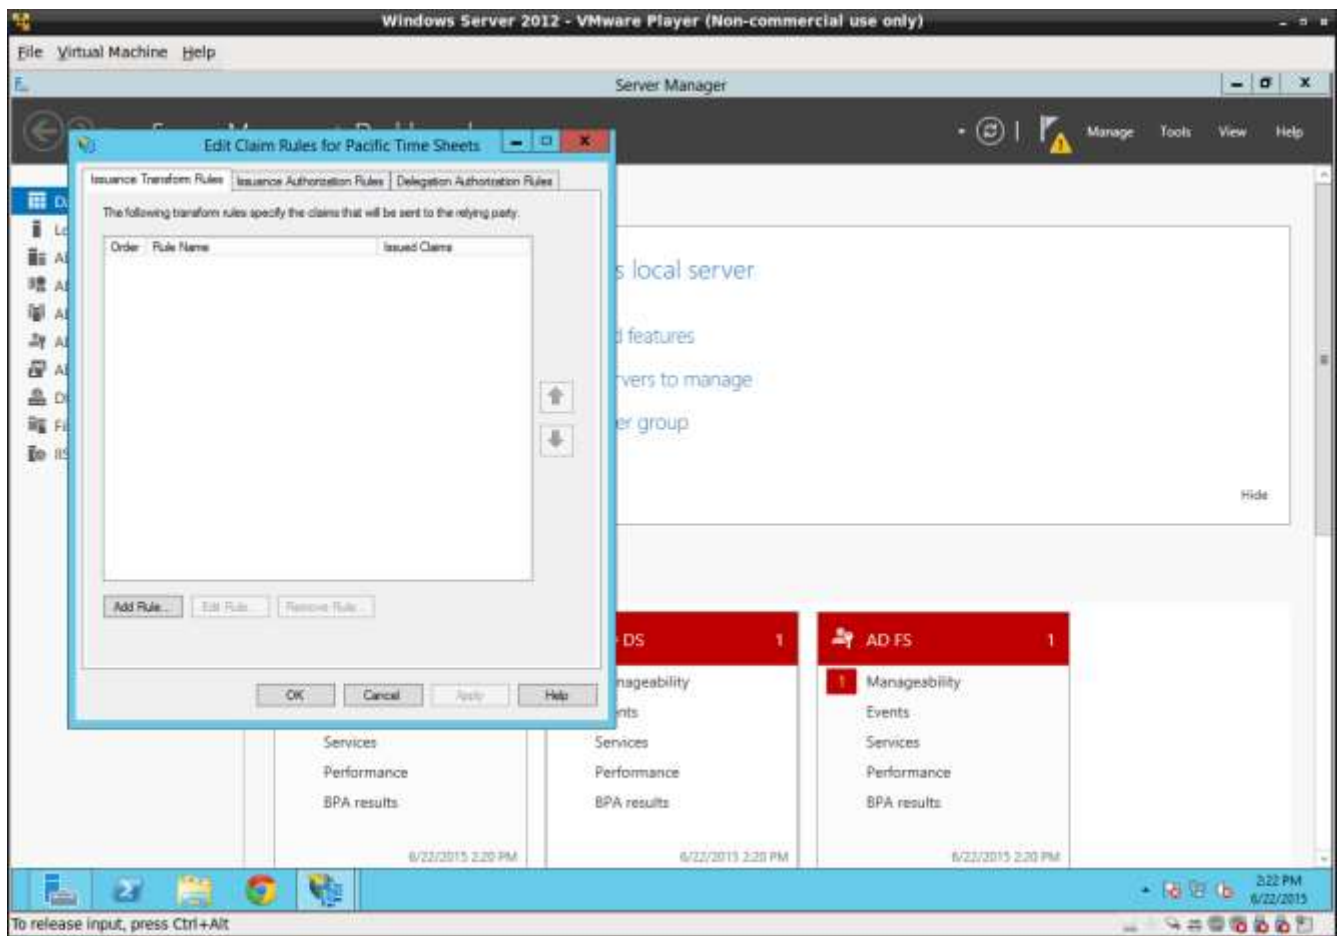 Windows Server 2012 - VMware Player (Non-commercial use only)
File Virtual Machine Help
Server Manager
Manage Tools View Help
Edit Claim Rules for Pacific Time Sheets
Issuance Transform Rules Issuance Authorization Rules Delegation Authorization Rules
The following transform rules specify the claims that will be sent to the relying party.
Order Rule Name Issued Claims
s local server
features
vers to manage
er group
Hide
Add Rule... Edit Rule... Remove Rule...
OK Cancel Apply Help
DS 1
AD FS 1
nageability
1 Manageability
nts
Events
Services
Services
Services
Performance
Performance
Performance
BPA results
BPA results
BPA results
6/22/2015 2:20 PM
6/22/2015 2:20 PM
6/22/2015 2:20 PM
2:22 PM
6/22/2015
To release input, press Ctrl+Alt